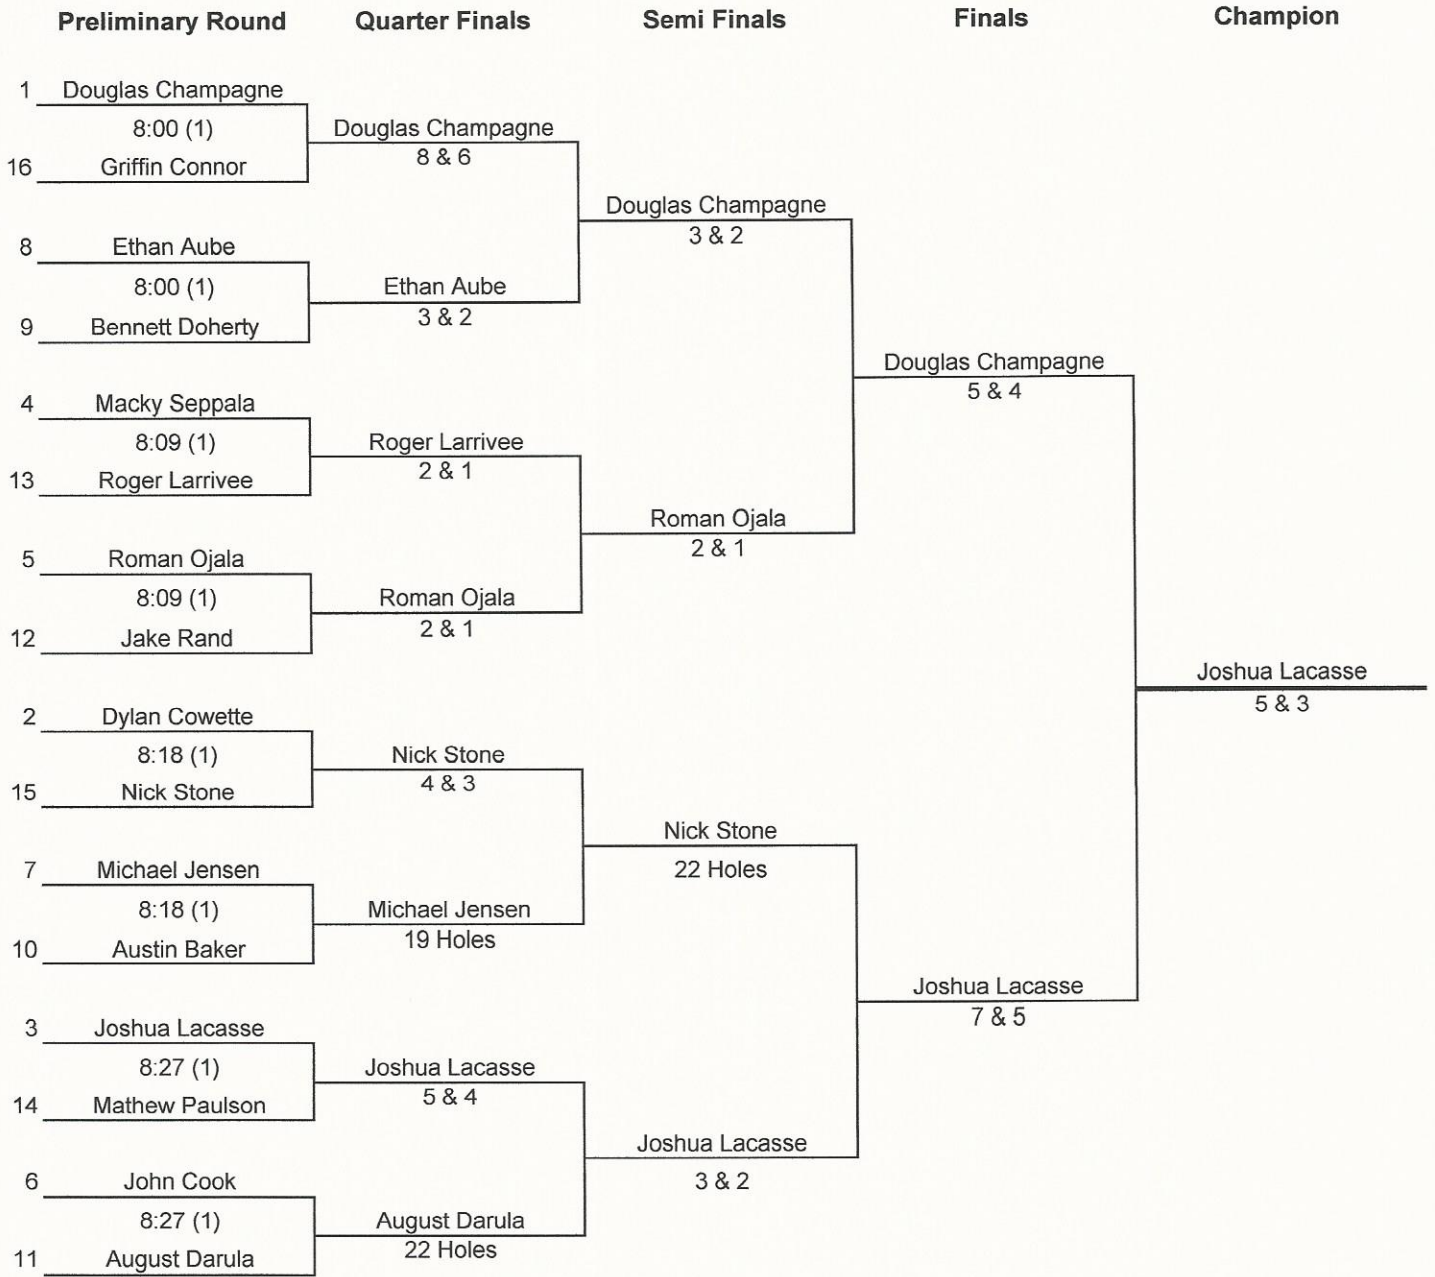 Preliminary Round
Quarter Finals
Semi Finals
Finals
Champion
1 Douglas Champagne
8:00 (1)
16 Griffin Connor
8 Ethan Aube
8:00 (1)
9 Bennett Doherty
4 Macky Seppala
8:09 (1)
13 Roger Larrivee
5 Roman Ojala
8:09 (1)
12 Jake Rand
2 Dylan Cowette
8:18 (1)
15 Nick Stone
7 Michael Jensen
8:18 (1)
10 Austin Baker
3 Joshua Lacasse
8:27 (1)
14 Mathew Paulson
6 John Cook
8:27 (1)
11 August Darula
Douglas Champagne
8 & 6
Ethan Aube
3 & 2
Roger Larrivee
2 & 1
Roman Ojala
2 & 1
Nick Stone
4 & 3
Michael Jensen
19 Holes
Joshua Lacasse
5 & 4
August Darula
22 Holes
Douglas Champagne
3 & 2
Roman Ojala
2 & 1
Nick Stone
22 Holes
Joshua Lacasse
3 & 2
Douglas Champagne
5 & 4
Joshua Lacasse
7 & 5
Joshua Lacasse
5 & 3